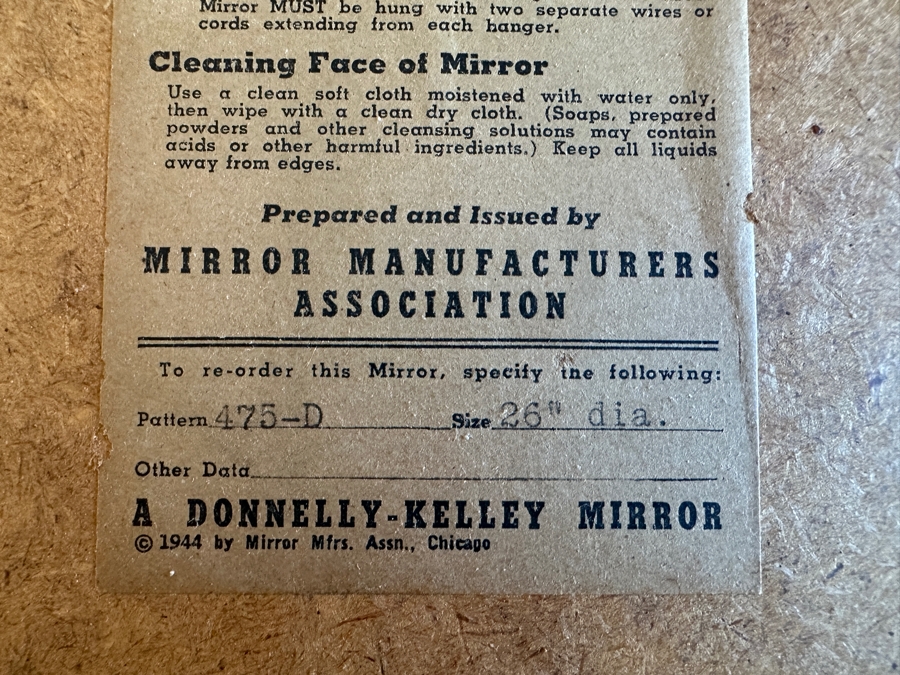 Mirror MUST be hung with two separate wires or
cords extending from each hanger.
Cleaning Face of Mirror
Use a clean soft cloth moistened with water only,
then wipe with a clean dry cloth. (Soaps, prepared
powders and other cleansing solutions may contain
acids or other harmful ingredients.) Keep all liquids
away from edges.
Prepared and Issued by
MIRROR MANUFACTURERS
ASSOCIATION
To re-order this Mirror, specify the following:
Pattern 475-D Size 26" dia.
Other Data
A DONNELLY-KELLEY MIRROR
© 1944 by Mirror Mfrs. Assn., Chicago